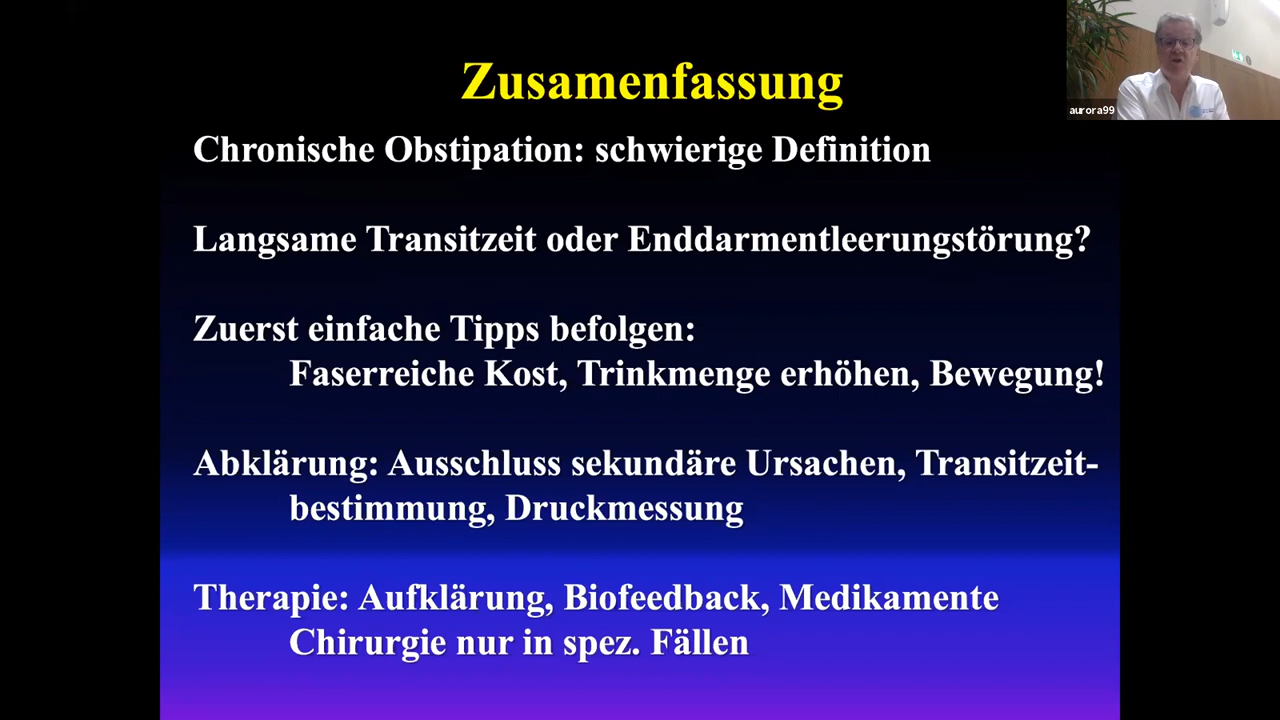 Zusamenfassung
aurora99
Chronische Obstipation: schwierige Definition
Langsame Transitzeit oder Enddarmentleerungstörung?
Zuerst einfache Tipps befolgen:
Faserreiche Kost, Trinkmenge erhöhen, Bewegung!
Abklärung: Ausschluss sekundäre Ursachen, Transitzeit-
bestimmung, Druckmessung
Therapie: Aufklärung, Biofeedback, Medikamente
Chirurgie nur in spez. Fällen